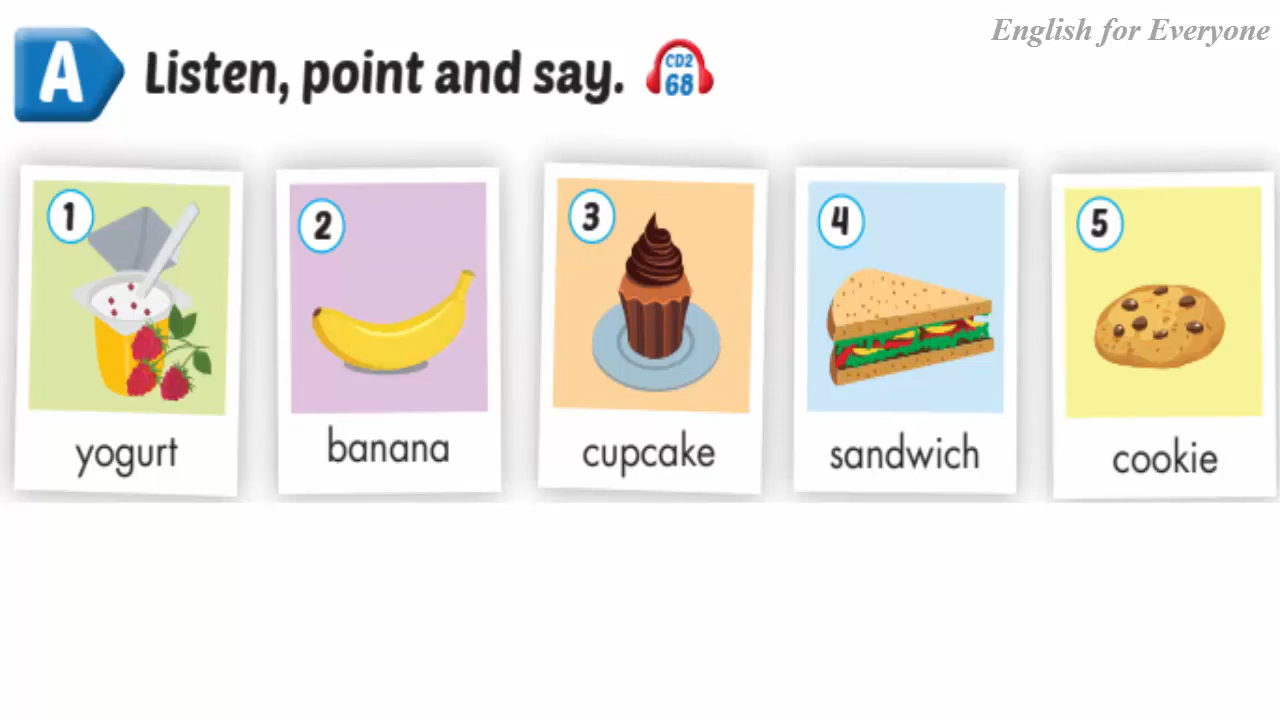 English for Everyone
A Listen, point and say. CD2 68
1 2 3 4 5
yogurt banana cupcake sandwich cookie